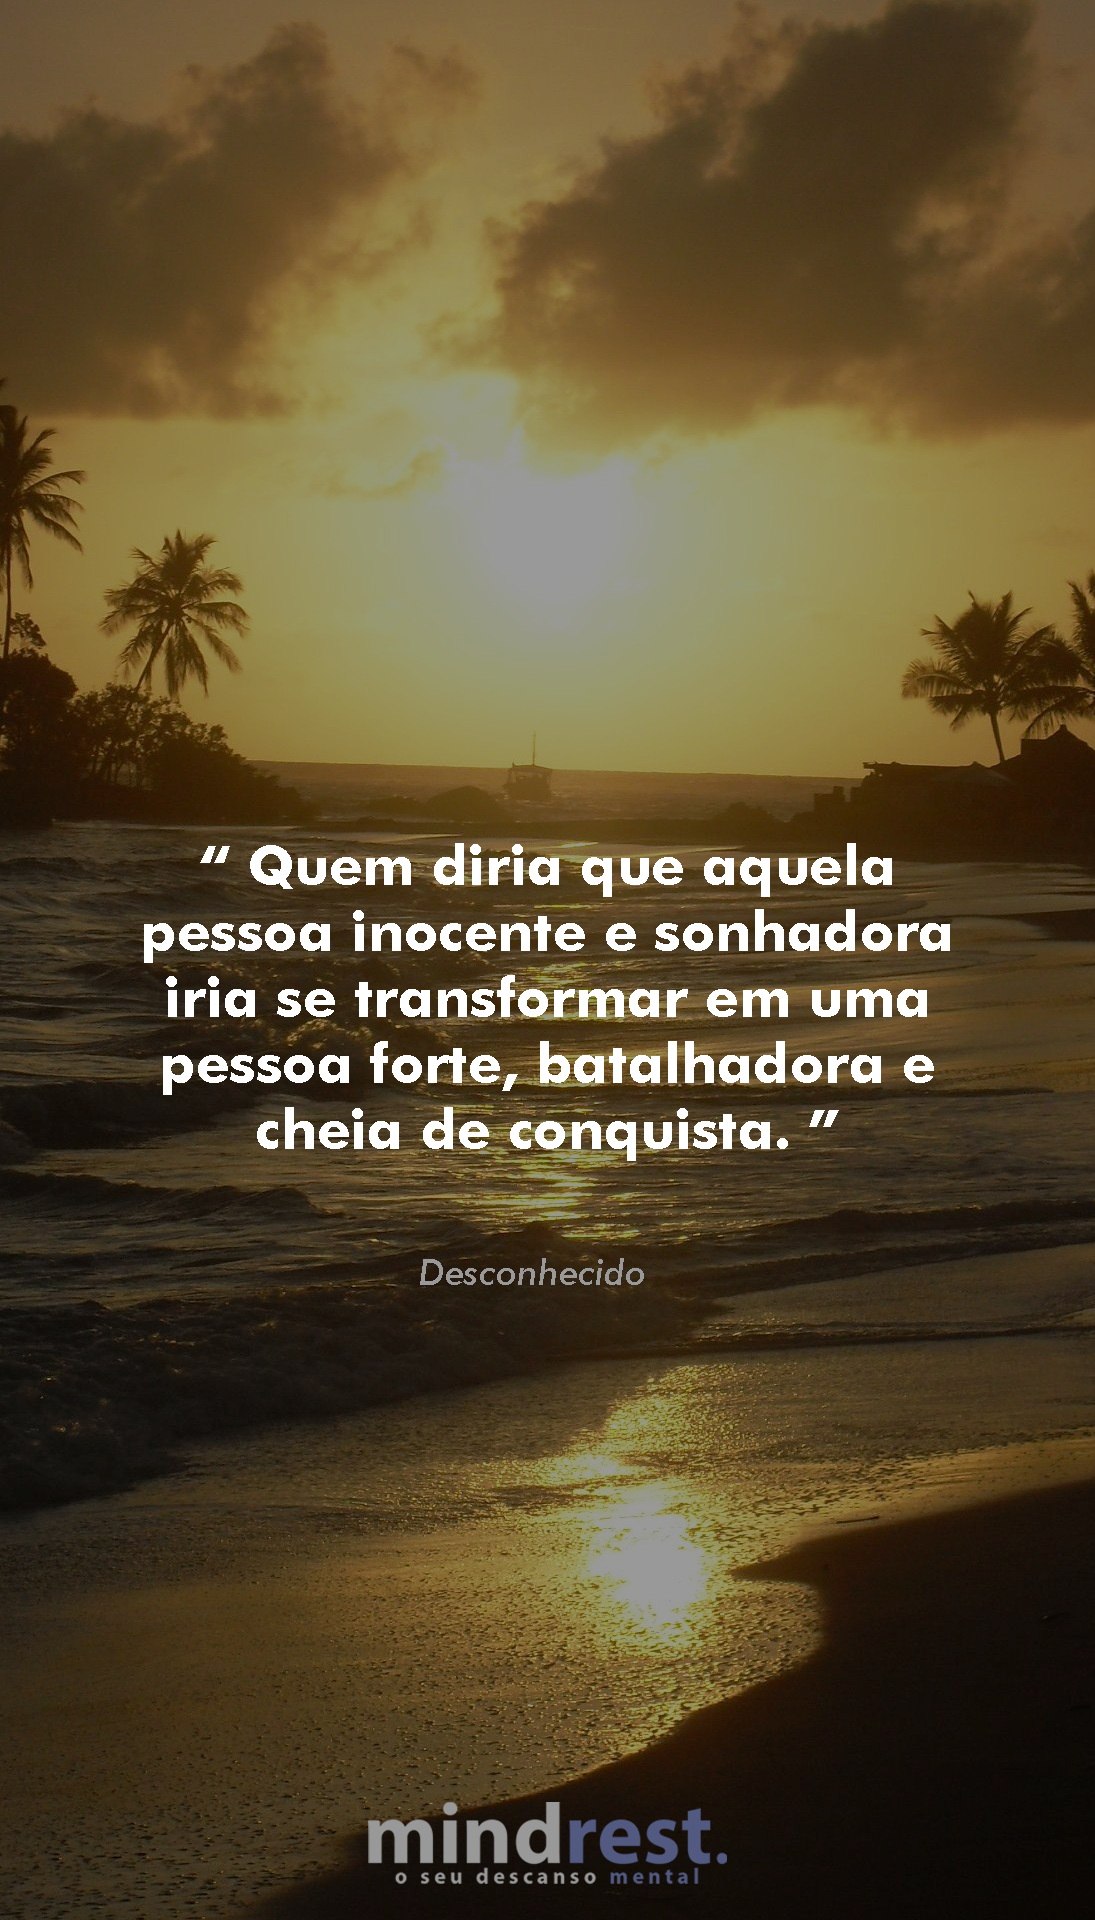 “ Quem diria que aquela
pessoa inocente e sonhadora
iria se transformar em uma
pessoa forte, batalhadora e
cheia de conquista. ”
Desconhecido
mindrest.
o seu descanso mental